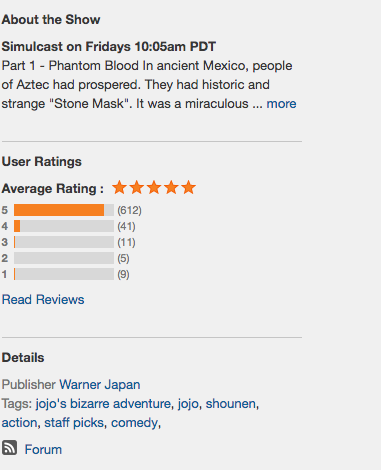 About the Show
Simulcast on Fridays 10:05am PDT
Part 1 - Phantom Blood In ancient Mexico, people
of Aztec had prospered. They had historic and
strange "Stone Mask". It was a miraculous ... more
User Ratings
Average Rating :
5 (612)
4 (41)
3 (11)
2 (5)
1 (9)
Read Reviews
Details
Publisher Warner Japan
Tags: jojo's bizarre adventure, jojo, shounen,
action, staff picks, comedy,
Forum